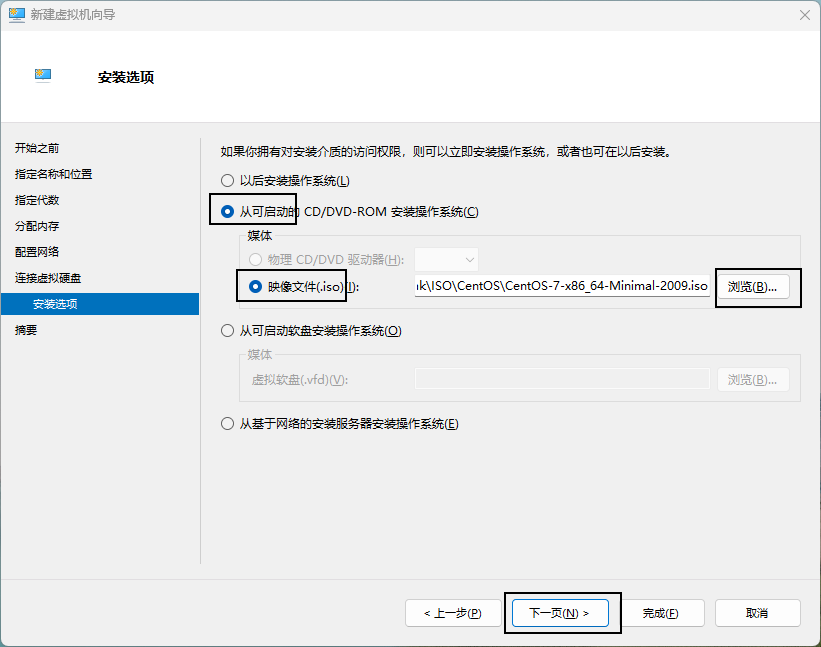 新建虚拟机向导
安装选项
开始之前
指定名称和位置
指定代数
分配内存
配置网络
连接虚拟硬盘
安装选项
摘要
如果你拥有对安装介质的访问权限，则可以立即安装操作系统，或者也可在以后安装。
以后安装操作系统(L)
从可启动的 CD/DVD-ROM 安装操作系统(C)
媒体
物理 CD/DVD 驱动器(H):
映像文件(.iso)(I): \ISO\CentOS\CentOS-7-x86_64-Minimal-2009.iso 浏览(B)...
从可启动软盘安装操作系统(O)
媒体
虚拟软盘(.vfd)(V): 浏览(B)...
从基于网络的安装服务器安装操作系统(E)
< 上一步(P) 下一页(N) > 完成(F) 取消